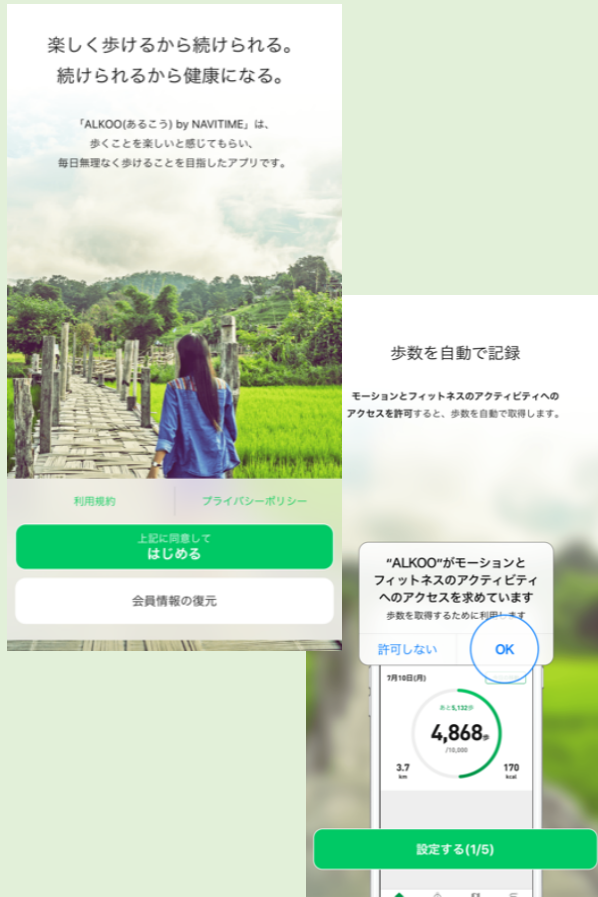 楽しく歩けるから続けられる。
続けられるから健康になる。
「ALKOO(あるこう) by NAVITIME」は、
歩くことを楽しいと感じてもらい、
毎日無理なく歩けることを目指したアプリです。
利用規約
プライバシーポリシー
上記に同意して
はじめる
会員情報の復元
歩数を自動で記録
モーションとフィットネスのアクティビティへの
アクセスを許可すると、歩数を自動で取得します。
"ALKOO"がモーションと
フィットネスのアクティビティ
へのアクセスを求めています
歩数を取得するために利用します
許可しない
OK
7月10日(月)
あと5,132歩
4,868歩
/10,000
3.7
km
170
kcal
設定する(1/5)